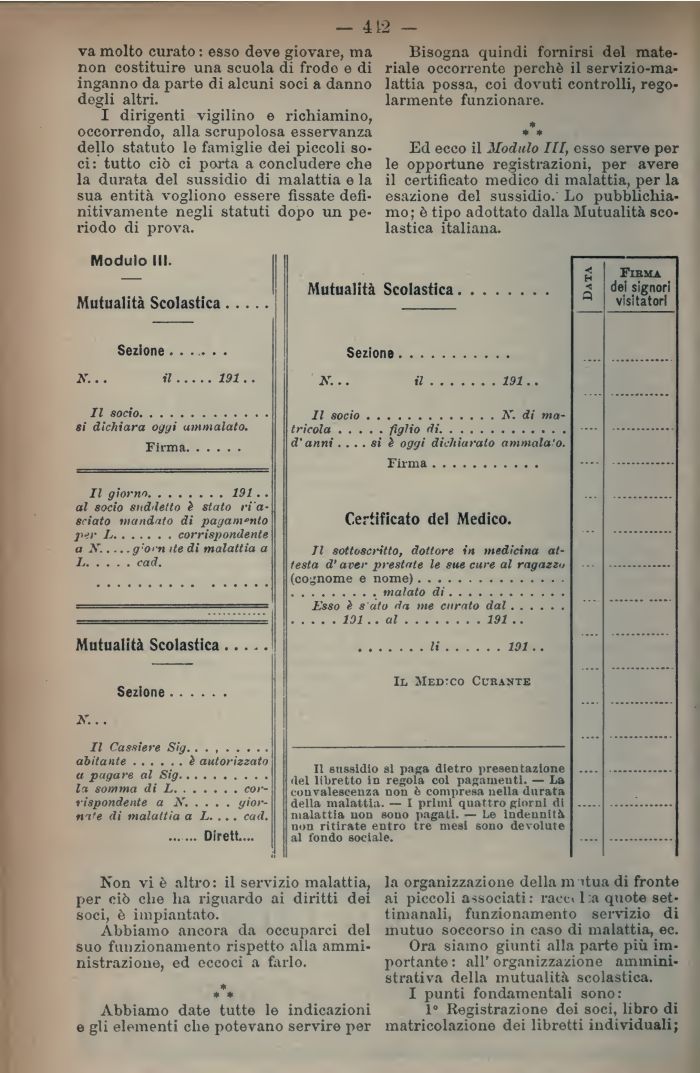 — 412 —
va molto curato: esso deve giovare, ma
non costituire una scuola di frode e di
inganno da parte di alcuni soci a danno
degli altri.
I dirigenti vigilino e richiamino,
occorrendo, alla scrupolosa esservanza
dello statuto le famiglie dei piccoli so-
ci: tutto ciò ci porta a concludere che
la durata del sussidio di malattia e la
sua entità vogliono essere fissate defi-
nitivamente negli statuti dopo un pe-
riodo di prova.
Bisogna quindi fornirsi del mate-
riale occorrente perchè il servizio-ma-
lattia possa, coi dovuti controlli, rego-
larmente funzionare.
* * *
Ed ecco il Modulo III, esso serve per
le opportune registrazioni, per avere
il certificato medico di malattia, per la
esazione del sussidio. Lo pubblichia-
mo; è tipo adottato dalla Mutualità sco-
lastica italiana.
Modulo III.
Mutualità Scolastica . . . . .
Sezione . . . . . .
N. . . il . . . . . 191 . .
Il socio. . . . . . . . . . . . .
si dichiara oggi ammalato.
Firma. . . . . .
Il giorno. . . . . . . . 191 . .
al socio suddetto è stato ri'a-
sciato mandato di pagamento
per L. . . . . . . corrispondente
a N. . . . . giornate di malattia a
L. . . . . cad.
. . . . . . . . . . . . . . . .
Mutualità Scolastica . . . . .
Sezione . . . . . .
N. . .
Il Cassiere Sig. . . . . . . . .
abitante . . . . . . è autorizzato
a pagare al Sig. . . . . . . . . .
la somma di L. . . . . . . cor-
rispondente a N. . . . . gior-
nate di malattia a L. . . . cad.
...... Dirett....
Mutualità Scolastica . . . . . . . .
Sezione . . . . . . . . . . .
N. . . il . . . . . . . 191 . .
Il socio . . . . . . . . . . . . . N. di ma-
tricola . . . . . figlio di. . . . . . . . . . . .
d'anni . . . . si è oggi dichiarato ammalato.
Firma . . . . . . . . . . .
Certificato del Medico.
Il sottoscritto, dottore in medicina at-
testa d'aver prestate le sue cure al ragazzo
(cognome e nome) . . . . . . . . . . . . . . .
. . . . . . . . . malato di . . . . . . . . . . . .
Esso è stato da me curato dal . . . . . .
. . . . . 191 . . al . . . . . . . . 191 . .
. . . . . . . li . . . . . . 191 . .
Il Medico Curante
Il sussidio si paga dietro presentazione
del libretto in regola coi pagamenti. — La
convalescenza non è compresa nella durata
della malattia. — I primi quattro giorni di
malattia non sono pagati. — Le indennità
non ritirate entro tre mesi sono devolute
al fondo sociale.
Data
Firma
dei signori
visitatori
Non vi è altro: il servizio malattia,
per ciò che ha riguardo ai diritti dei
soci, è impiantato.
Abbiamo ancora da occuparci del
suo funzionamento rispetto alla ammi-
nistrazione, ed eccoci a farlo.
* * *
Abbiamo date tutte le indicazioni
e gli elementi che potevano servire per
la organizzazione della mutua di fronte
ai piccoli associati: racc la quote set-
timanali, funzionamento servizio di
mutuo soccorso in caso di malattia, ec.
Ora siamo giunti alla parte più im-
portante: all'organizzazione ammini-
strativa della mutualità scolastica.
I punti fondamentali sono:
1° Registrazione dei soci, libro di
matricolazione dei libretti individuali;